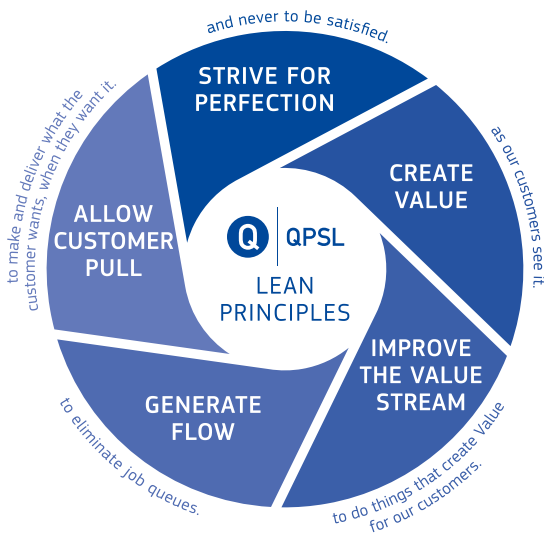 and never to be satisfied.
STRIVE FOR
PERFECTION
CREATE
VALUE
as our customers see it.
IMPROVE
THE VALUE
STREAM
to do things that create Value
for our customers.
GENERATE
FLOW
to eliminate job queues.
ALLOW
CUSTOMER
PULL
to make and deliver what the
customer wants, when they want it.
Q QPSL
LEAN
PRINCIPLES